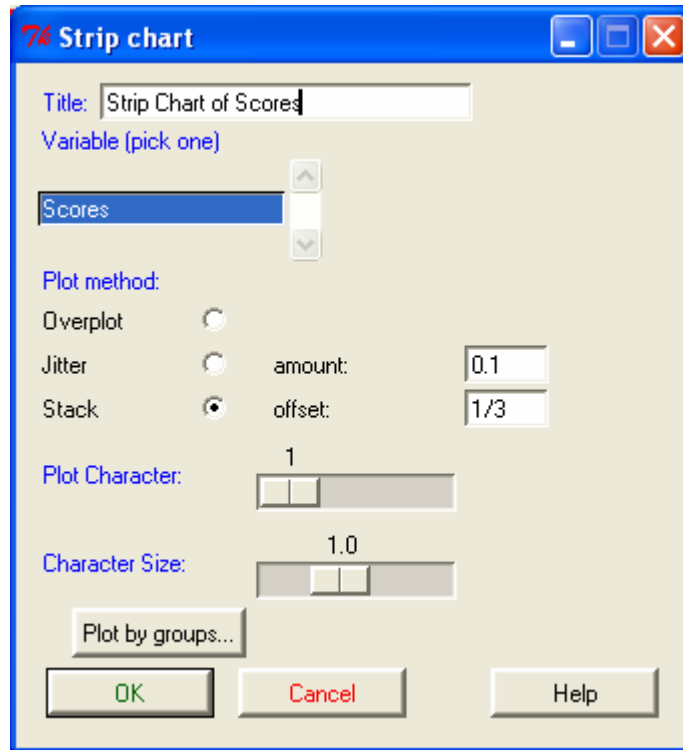 Strip chart
Title: Strip Chart of Scores
Variable (pick one)
Scores
Plot method:
Overplot
Jitter amount: 0.1
Stack offset: 1/3
1
Plot Character:
1.0
Character Size:
Plot by groups...
OK Cancel Help